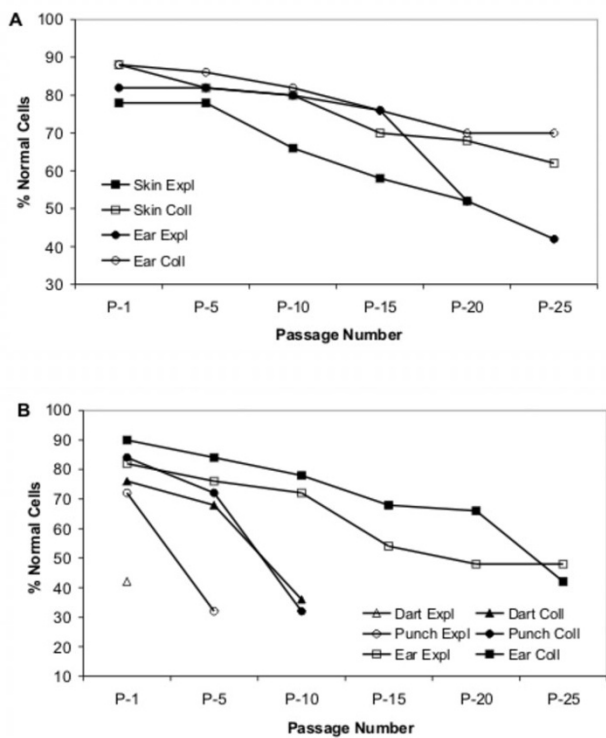 A
100
90
80
70
60
50
40
30
% Normal Cells
Skin Expl
Skin Coll
Ear Expl
Ear Coll
P-1 P-5 P-10 P-15 P-20 P-25
Passage Number
B
100
90
80
70
60
50
40
30
20
10
% Normal Cells
Dart Expl Dart Coll
Punch Expl Punch Coll
Ear Expl Ear Coll
P-1 P-5 P-10 P-15 P-20 P-25
Passage Number